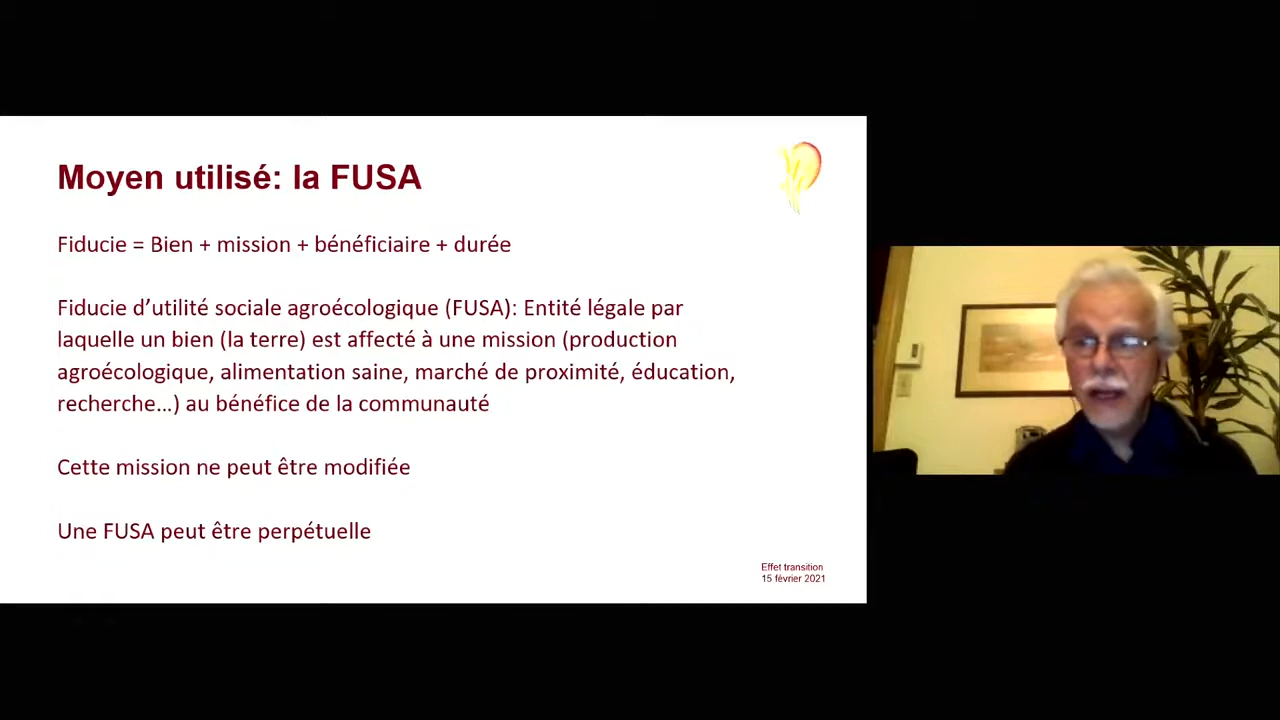 Moyen utilisé: la FUSA
Fiducie = Bien + mission + bénéficiaire + durée
Fiducie d’utilité sociale agroécologique (FUSA): Entité légale par
laquelle un bien (la terre) est affecté à une mission (production
agroécologique, alimentation saine, marché de proximité, éducation,
recherche…) au bénéfice de la communauté
Cette mission ne peut être modifiée
Une FUSA peut être perpétuelle
Effet transition
15 février 2021